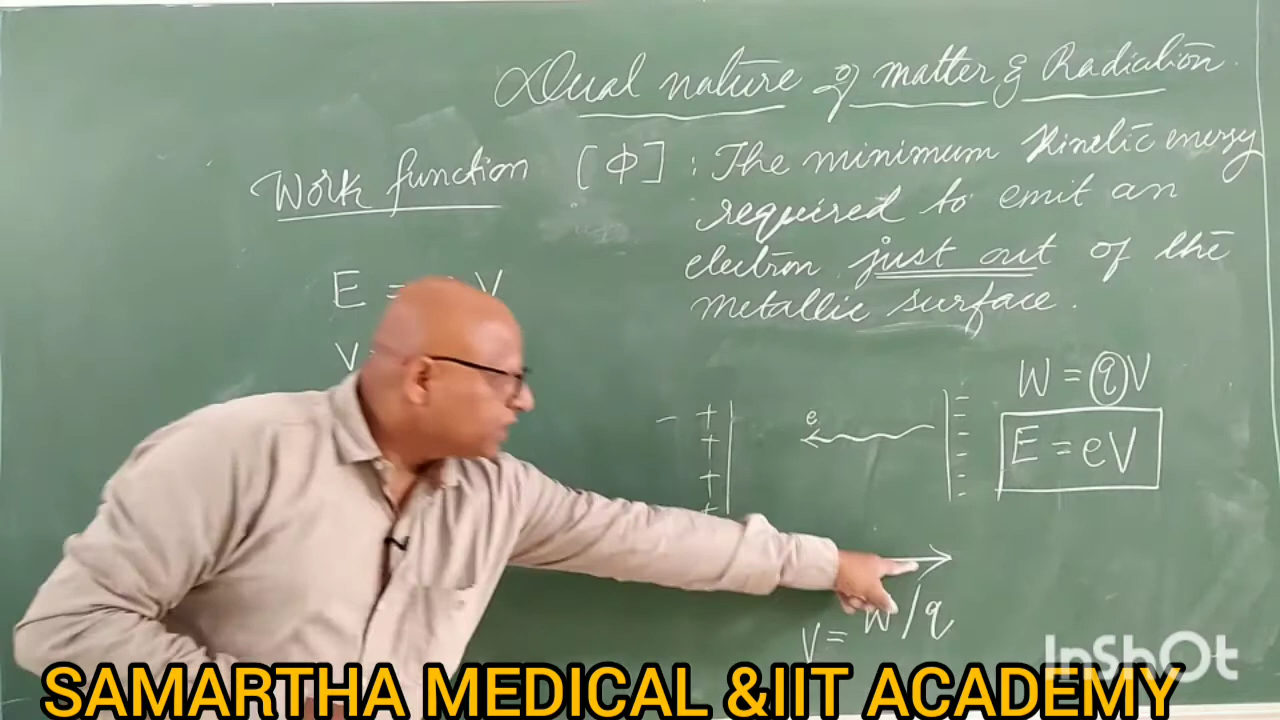 Dual nature of matter & Radiation.
Work function [Φ] : The minimum Kinetic energy
required to emit an
electron just out of the
metallic surface.
E = V
V
W = qV
E = eV
- + e -
+ -
+ -
+ -
V = W/q
InShOt
SAMARTHA MEDICAL &IIT ACADEMY